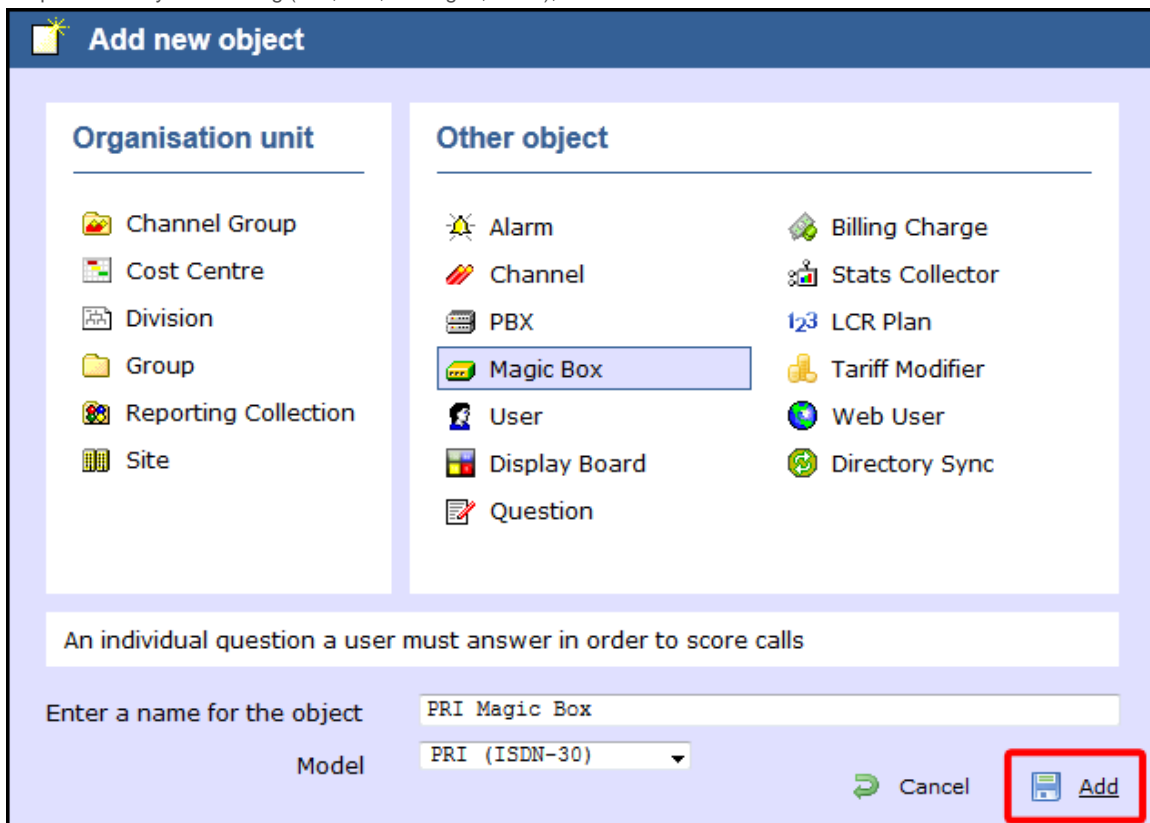 Add new object
Organisation unit
Channel Group
Cost Centre
Division
Group
Reporting Collection
Site
Other object
Alarm
Channel
PBX
Magic Box
User
Display Board
Question
Billing Charge
Stats Collector
123 LCR Plan
Tariff Modifier
Web User
Directory Sync
An individual question a user must answer in order to score calls
Enter a name for the object
PRI Magic Box
Model
PRI (ISDN-30)
Cancel
Add